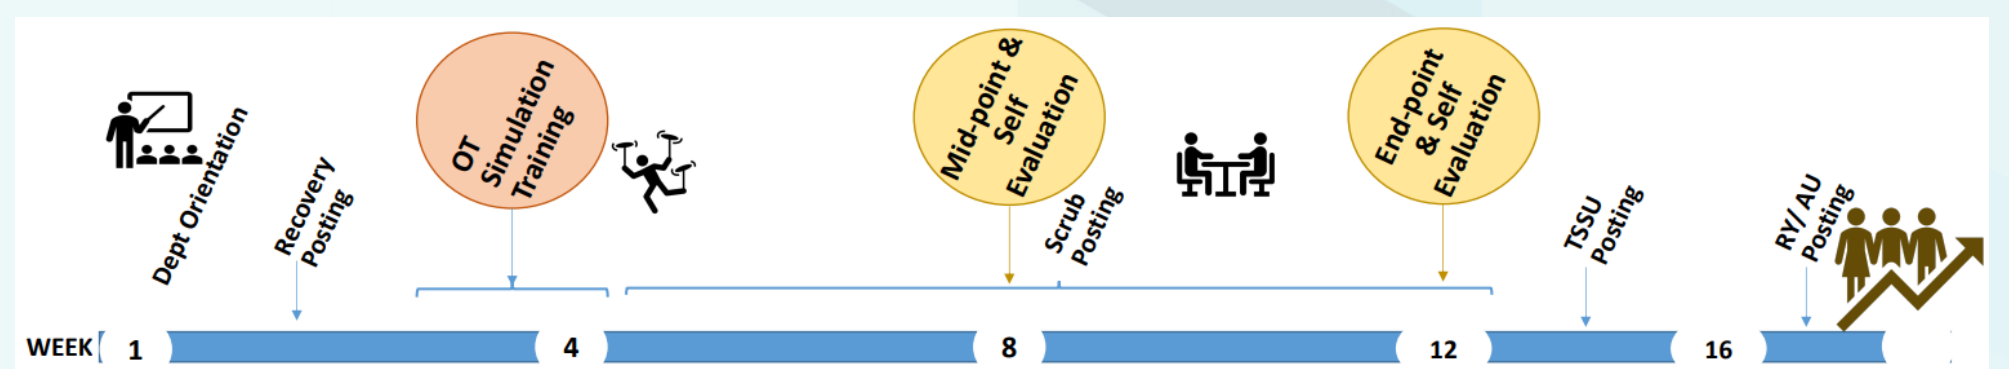 Dept Orientation
Recovery
Posting
OT
Simulation
Training
Mid-point &
Self
Evaluation
Scrub
Posting
End-point
& Self
Evaluation
TSSU
Posting
RY/ AU
Posting
WEEK 1 4 8 12 16